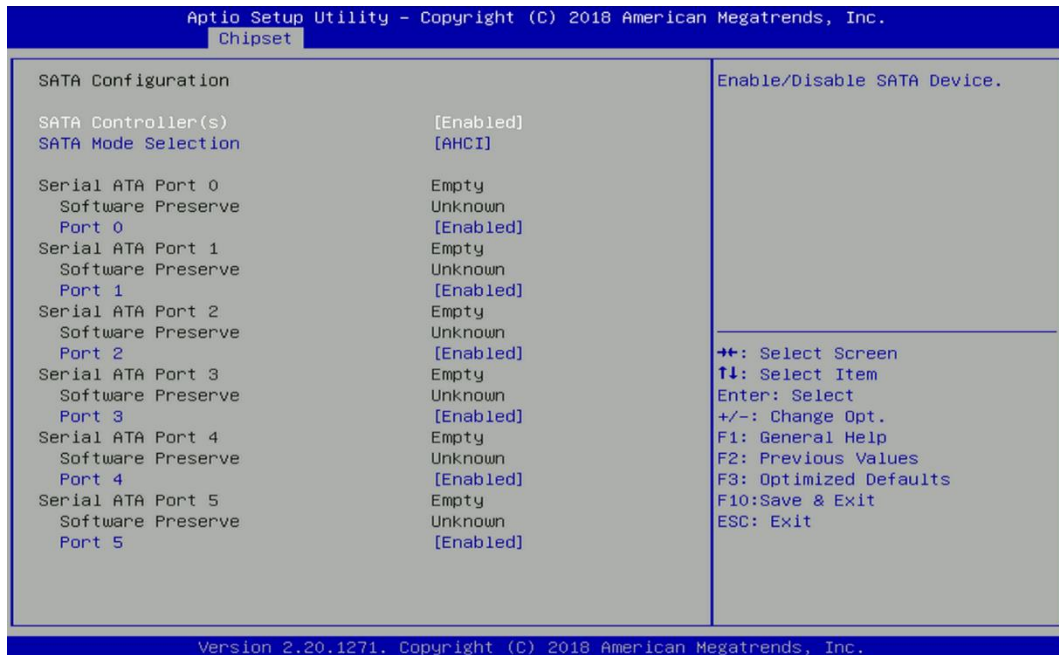 Aptio Setup Utility – Copyright (C) 2018 American Megatrends, Inc.
Chipset
SATA Configuration
SATA Controller(s) [Enabled]
SATA Mode Selection [AHCI]
Serial ATA Port 0 Empty
Software Preserve Unknown
Port 0 [Enabled]
Serial ATA Port 1 Empty
Software Preserve Unknown
Port 1 [Enabled]
Serial ATA Port 2 Empty
Software Preserve Unknown
Port 2 [Enabled]
Serial ATA Port 3 Empty
Software Preserve Unknown
Port 3 [Enabled]
Serial ATA Port 4 Empty
Software Preserve Unknown
Port 4 [Enabled]
Serial ATA Port 5 Empty
Software Preserve Unknown
Port 5 [Enabled]
Enable/Disable SATA Device.
→←: Select Screen
↑↓: Select Item
Enter: Select
+/-: Change Opt.
F1: General Help
F2: Previous Values
F3: Optimized Defaults
F10:Save & Exit
ESC: Exit
Version 2.20.1271. Copyright (C) 2018 American Megatrends, Inc.